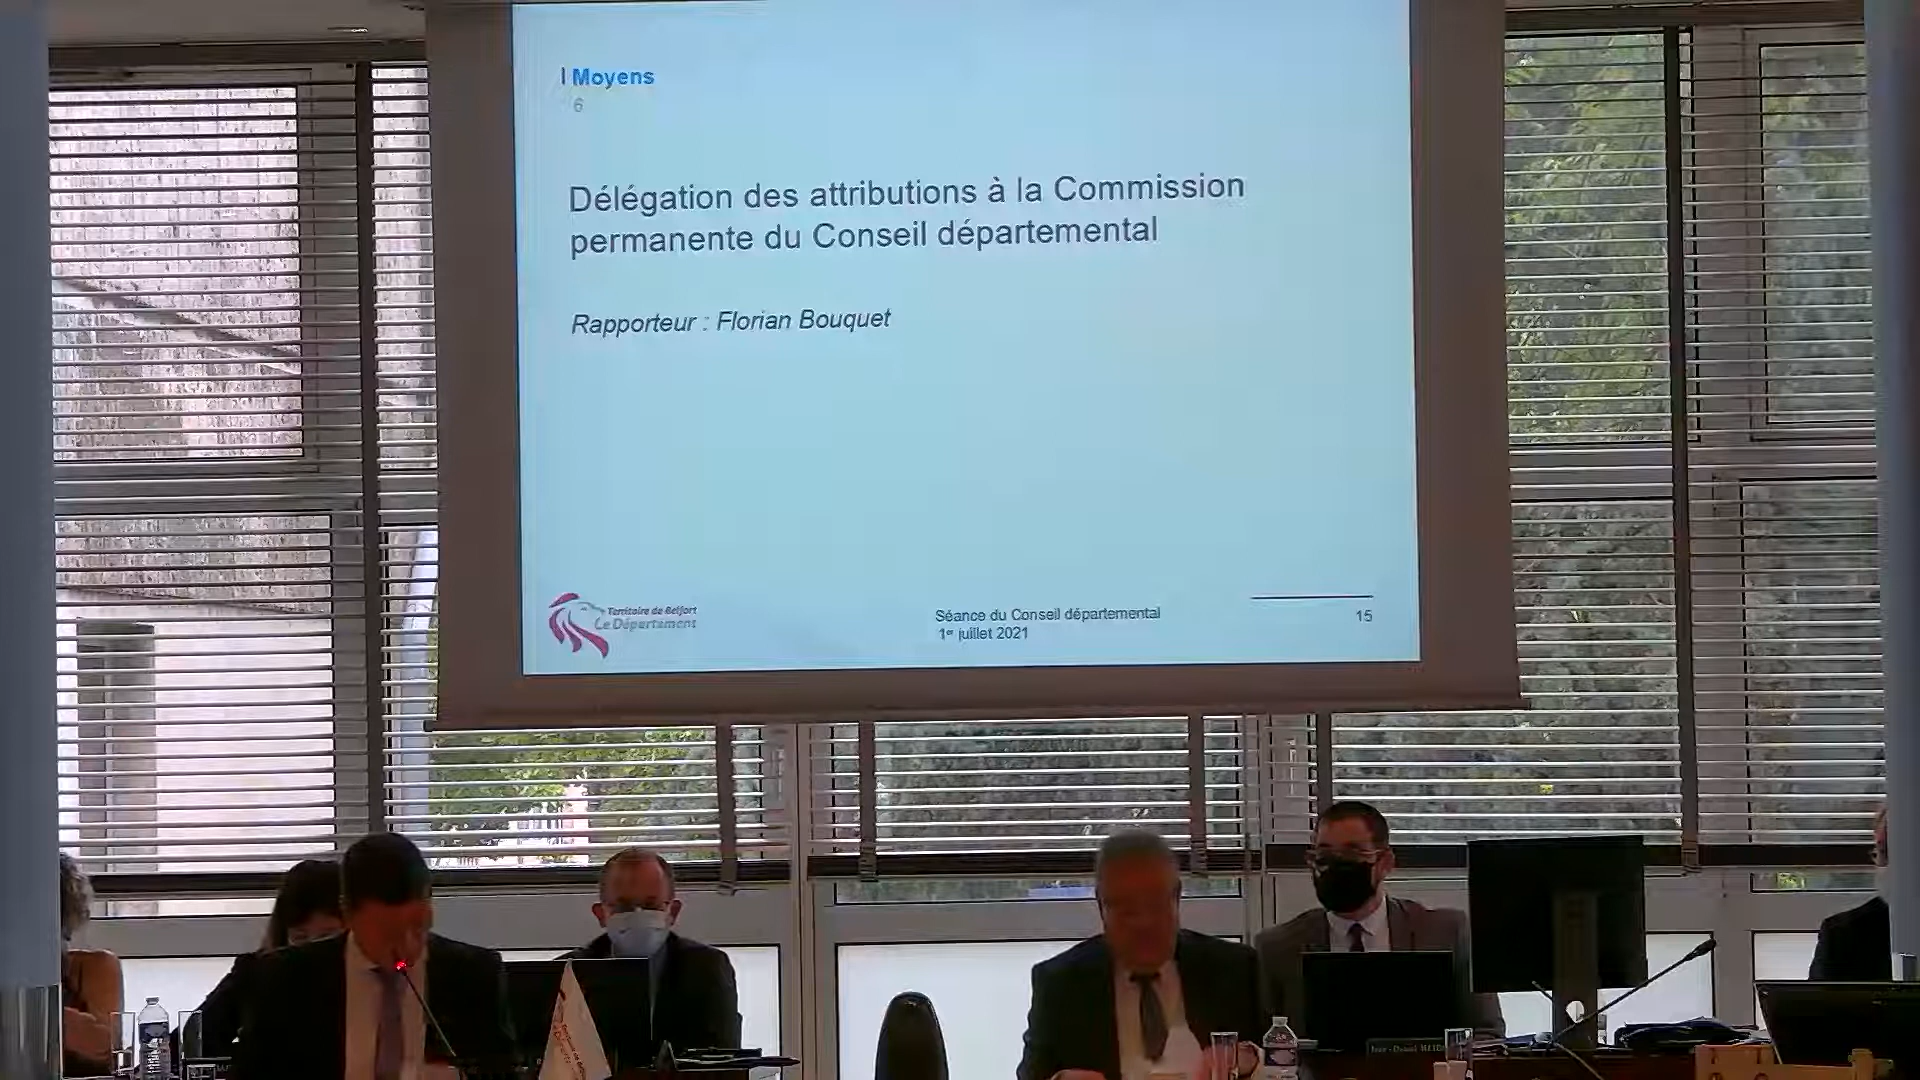 | Moyens
6
Délégation des attributions à la Commission
permanente du Conseil départemental
Rapporteur : Florian Bouquet
Territoire de Belfort
Le Département
Séance du Conseil départemental
1er juillet 2021
15